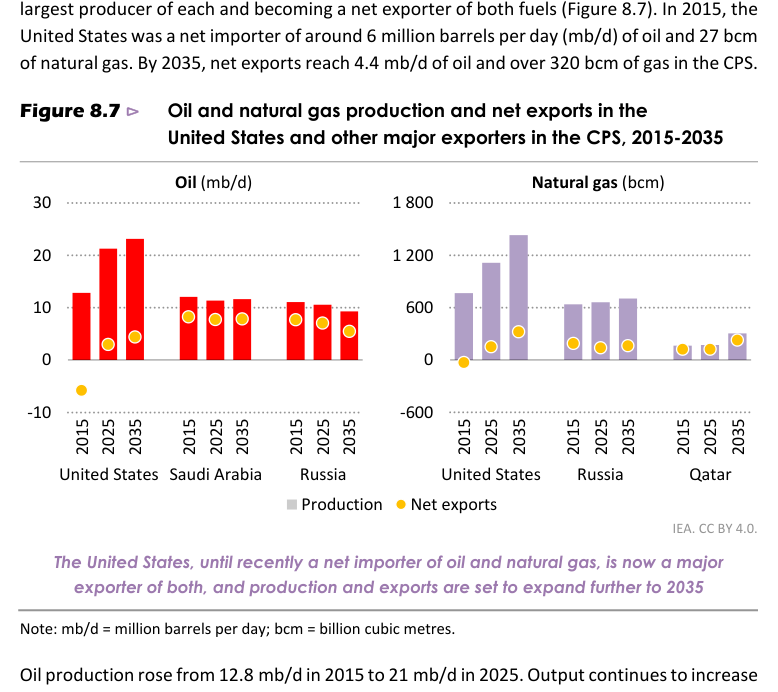 largest producer of each and becoming a net exporter of both fuels (Figure 8.7). In 2015, the
United States was a net importer of around 6 million barrels per day (mb/d) of oil and 27 bcm
of natural gas. By 2035, net exports reach 4.4 mb/d of oil and over 320 bcm of gas in the CPS.
Figure 8.7 ▷ Oil and natural gas production and net exports in the
United States and other major exporters in the CPS, 2015-2035
Oil (mb/d)
30
20
10
0
-10
2015 2025 2035 2015 2025 2035 2015 2025 2035
United States Saudi Arabia Russia
Natural gas (bcm)
1 800
1 200
600
0
-600
2015 2025 2035 2015 2025 2035 2015 2025 2035
United States Russia Qatar
Production Net exports
IEA. CC BY 4.0.
The United States, until recently a net importer of oil and natural gas, is now a major
exporter of both, and production and exports are set to expand further to 2035
Note: mb/d = million barrels per day; bcm = billion cubic metres.
Oil production rose from 12.8 mb/d in 2015 to 21 mb/d in 2025. Output continues to increase